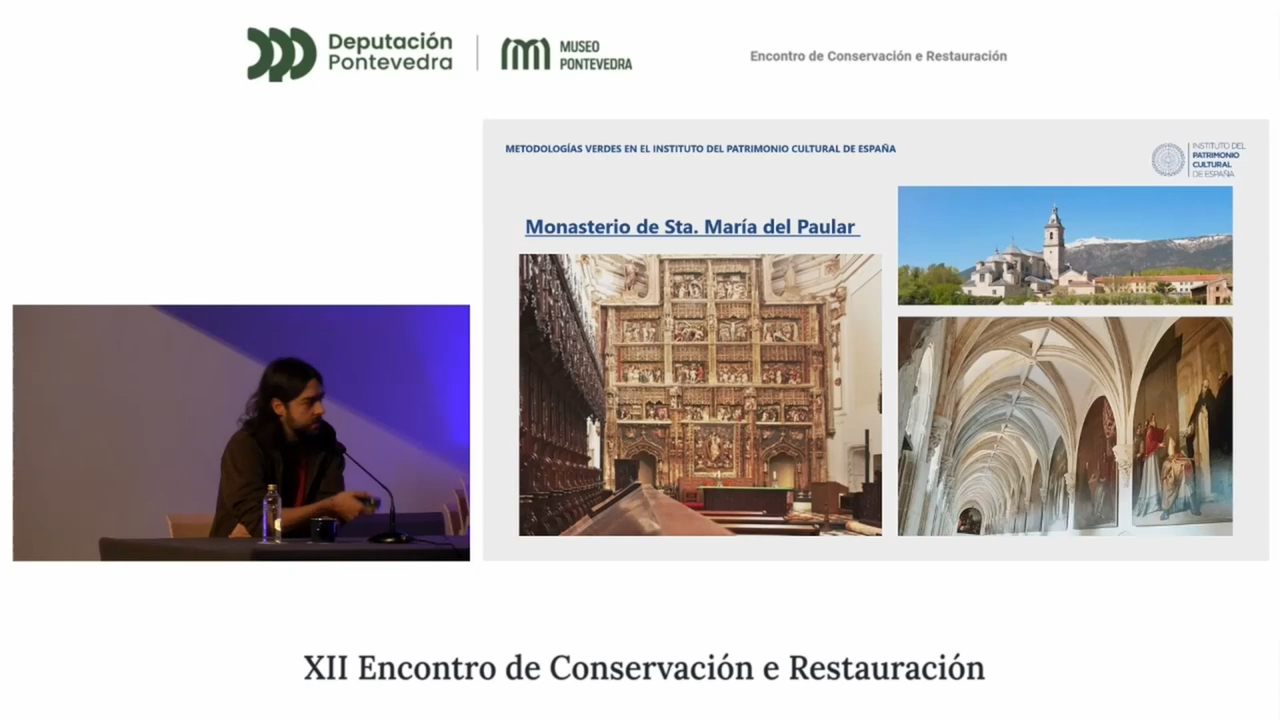 Deputación
Pontevedra
MUSEO
PONTEVEDRA
Encontro de Conservación e Restauración
METODOLOGÍAS VERDES EN EL INSTITUTO DEL PATRIMONIO CULTURAL DE ESPAÑA
INSTITUTO DEL
PATRIMONIO
CULTURAL
DE ESPAÑA
Monasterio de Sta. María del Paular
XII Encontro de Conservación e Restauración